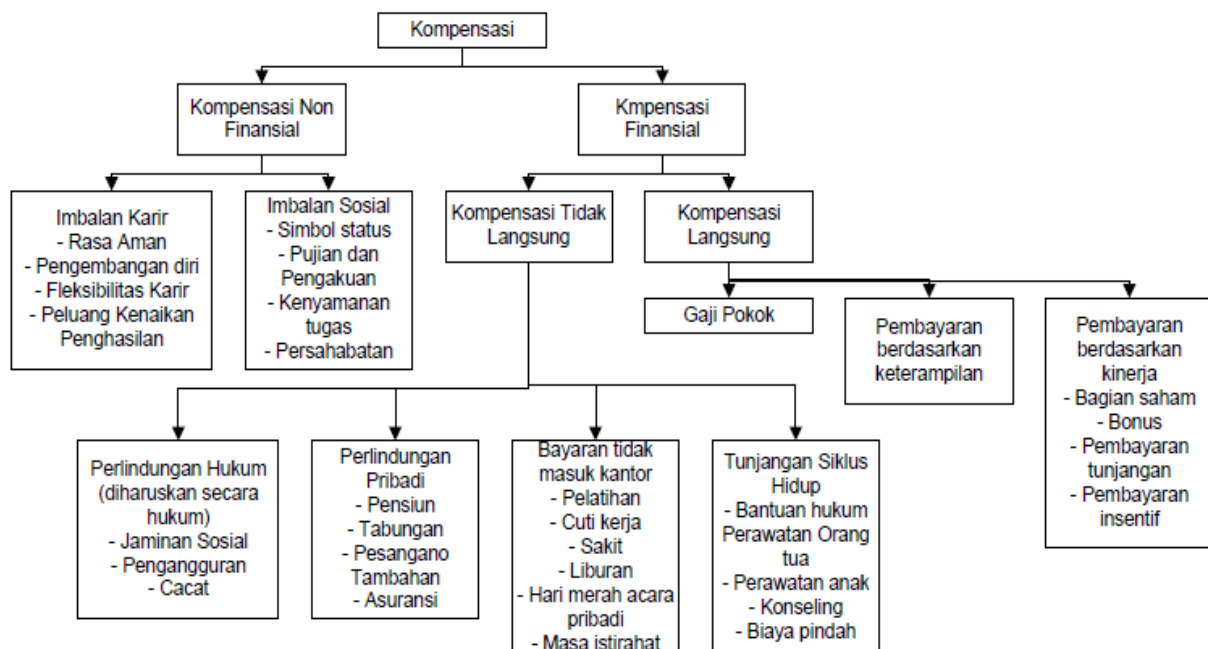 Kompensasi
Kompensasi Non
Finansial
Kmpensasi
Finansial
Imbalan Karir
- Rasa Aman
- Pengembangan diri
- Fleksibilitas Karir
- Peluang Kenaikan
Penghasilan
Imbalan Sosial
- Simbol status
- Pujian dan
Pengakuan
- Kenyamanan
tugas
- Persahabatan
Kompensasi Tidak
Langsung
Kompensasi
Langsung
Gaji Pokok
Pembayaran
berdasarkan
keterampilan
Pembayaran
berdasarkan
kinerja
- Bagian saham
- Bonus
- Pembayaran
tunjangan
- Pembayaran
insentif
Perlindungan Hukum
(diharuskan secara
hukum)
- Jaminan Sosial
- Pengangguran
- Cacat
Perlindungan
Pribadi
- Pensiun
- Tabungan
- Pesangano
Tambahan
- Asuransi
Bayaran tidak
masuk kantor
- Pelatihan
- Cuti kerja
- Sakit
- Liburan
- Hari merah acara
pribadi
- Masa istirahat
Tunjangan Siklus
Hidup
- Bantuan hukum
Perawatan Orang
tua
- Perawatan anak
- Konseling
- Biaya pindah